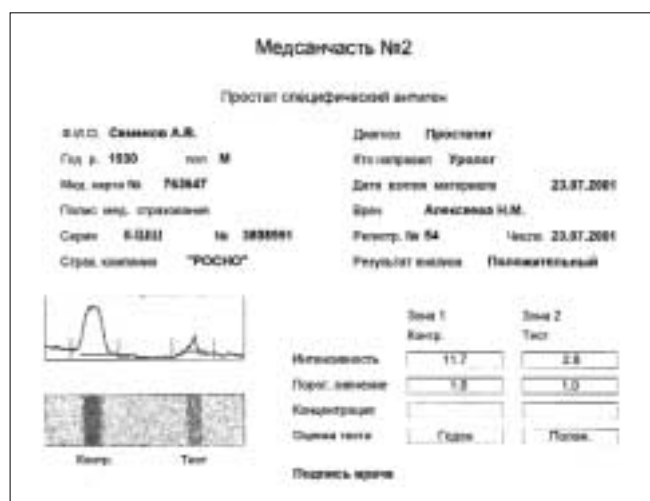 Медсанчасть №2
Простат специфический антиген
Ф.И.О. А.В. Диагноз Простатит
Год р. 1930 пол М Кто направил Уролог
Мед. карта № 763647 Дата взятия материала 23.07.2001
Полис мед. страхования Врач Алексеева Н.М.
Серия № Регистр. № 54 Число 23.07.2001
Страх. компания "РОСНО" Результат анализа Положительный
Зона 1 Зона 2
Контр. Тест
Интенсивность 11.7 2.8
Порог. значение 1.0
Концентрация
Оценка теста Годен Полож.
Контр. Тест
Подпись врача